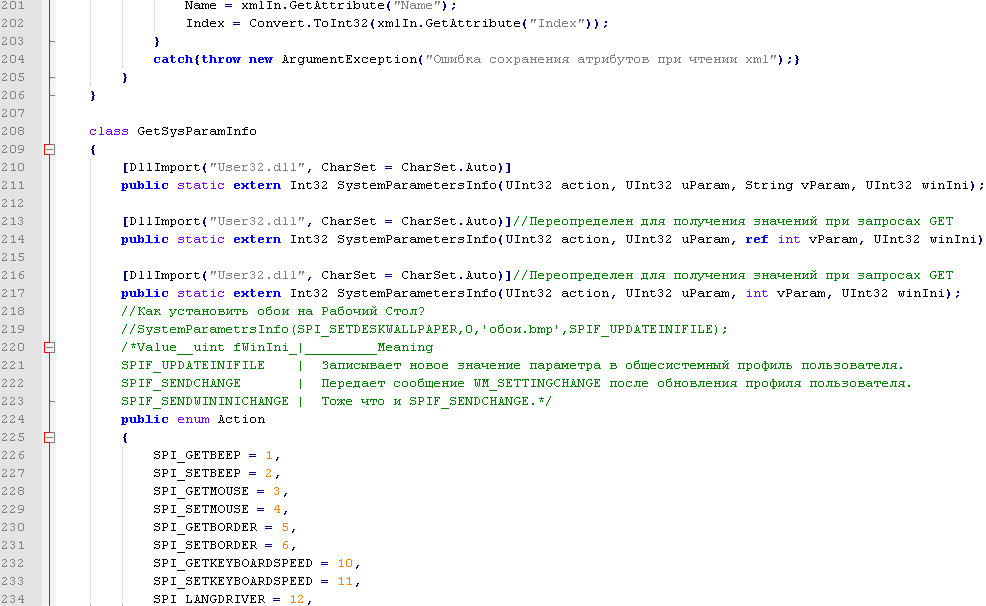 201 Name = xmlIn.GetAttribute("Name");
202 Index = Convert.ToInt32(xmlIn.GetAttribute("Index"));
203 }
204 catch{throw new ArgumentException("Ошибка сохранения атрибутов при чтении xml");}
205 }
206 }
207
208 class GetSysParamInfo
209 {
210 [DllImport("User32.dll", CharSet = CharSet.Auto)]
211 public static extern Int32 SystemParametersInfo(UInt32 action, UInt32 uParam, String vParam, UInt32 winIni);
212
213 [DllImport("User32.dll", CharSet = CharSet.Auto)]//Переопределен для получения значений при запросах GET
214 public static extern Int32 SystemParametersInfo(UInt32 action, UInt32 uParam, ref int vParam, UInt32 winIni)
215
216 [DllImport("User32.dll", CharSet = CharSet.Auto)]//Переопределен для получения значений при запросах GET
217 public static extern Int32 SystemParametersInfo(UInt32 action, UInt32 uParam, int vParam, UInt32 winIni);
218 //Как установить обои на Рабочий Стол?
219 //SystemParametrsInfo(SPI_SETDESKWALLPAPER,0,'обои.bmp',SPIF_UPDATEINIFILE);
220 /*Value__uint fWinIni_|_________Meaning
221 SPIF_UPDATEINIFILE | Записывает новое значение параметра в общесистемный профиль пользователя.
222 SPIF_SENDCHANGE | Передает сообщение WM_SETTINGCHANGE после обновления профиля пользователя.
223 SPIF_SENDWININICHANGE | Тоже что и SPIF_SENDCHANGE.*/
224 public enum Action
225 {
226 SPI_GETBEEP = 1,
227 SPI_SETBEEP = 2,
228 SPI_GETMOUSE = 3,
229 SPI_SETMOUSE = 4,
230 SPI_GETBORDER = 5,
231 SPI_SETBORDER = 6,
232 SPI_GETKEYBOARDSPEED = 10,
233 SPI_SETKEYBOARDSPEED = 11,
234 SPI_LANGDRIVER = 12,